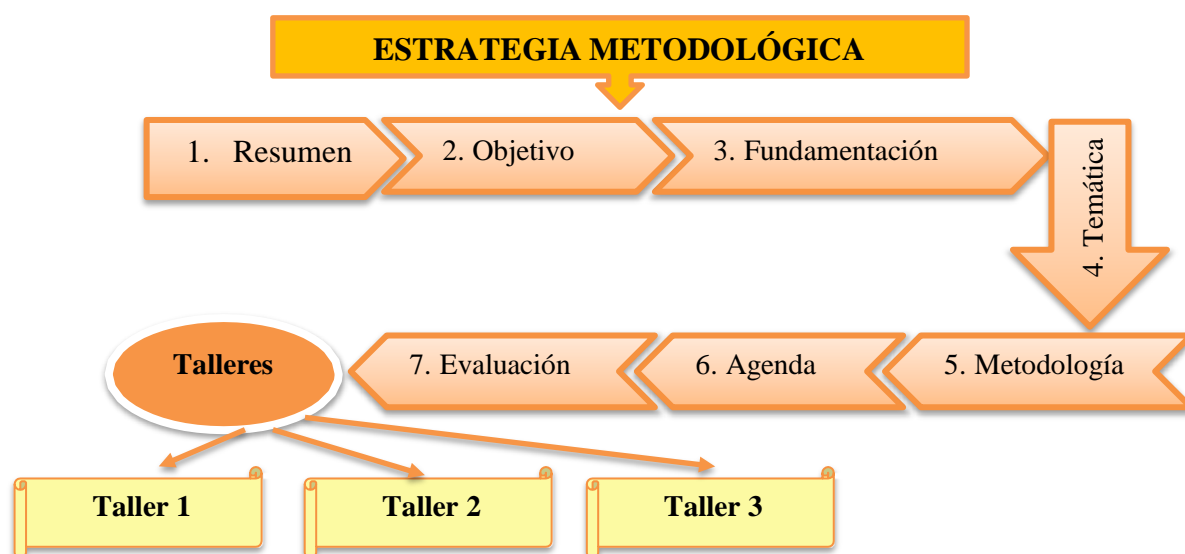 ESTRATEGIA METODOLÓGICA
1. Resumen
2. Objetivo
3. Fundamentación
4. Temática
5. Metodología
6. Agenda
7. Evaluación
Talleres
Taller 1
Taller 2
Taller 3